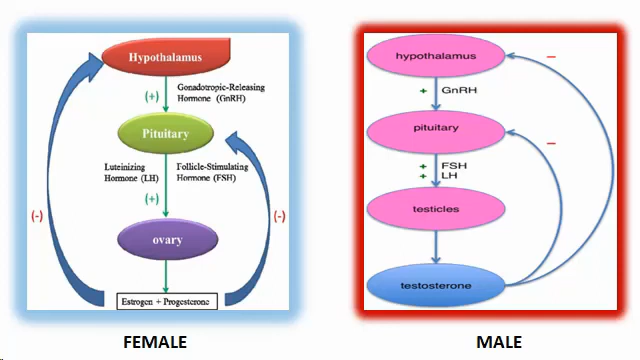 Hypothalamus
Gonadotropic-Releasing
Hormone (GnRH)
(+)
Pituitary
Luteinizing
Hormone (LH)
Follicle-Stimulating
Hormone (FSH)
(+)
(-)
(-)
ovary
Estrogen + Progesterone
FEMALE
hypothalamus
–
+ GnRH
pituitary
–
+ FSH
+ LH
testicles
testosterone
MALE